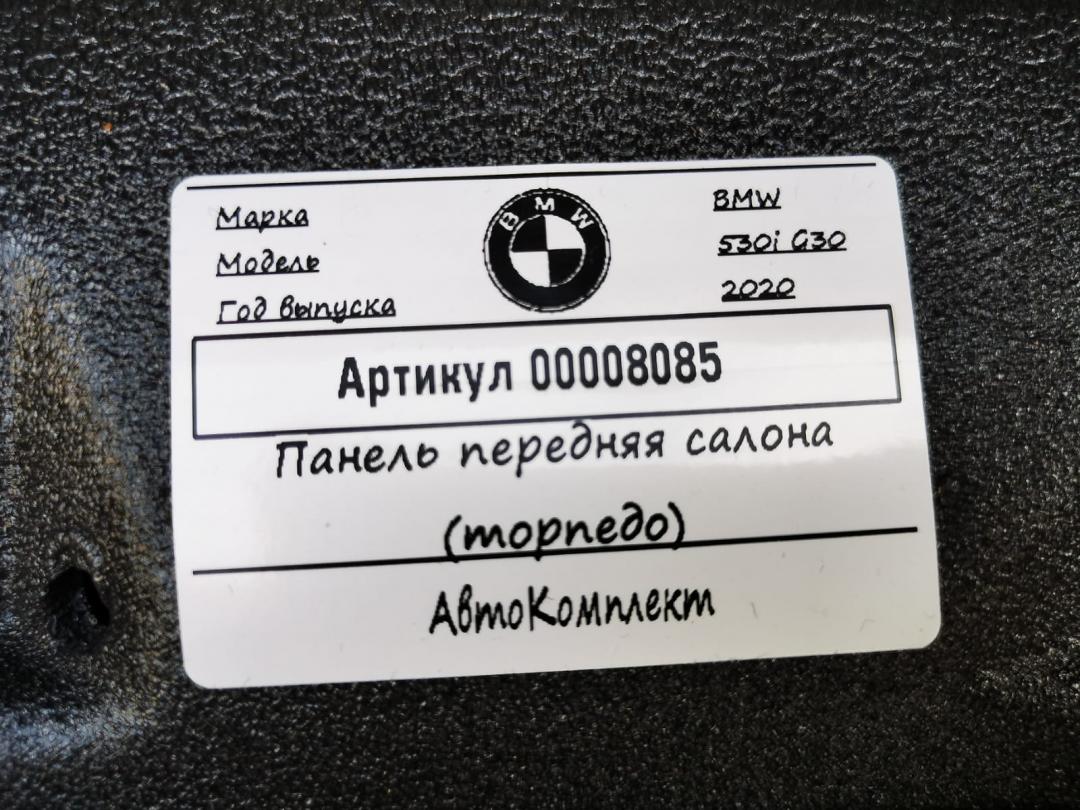 Марка BMW
Модель 530i G30
Год выпуска 2020
BMW
Артикул 00008085
Панель передняя салона
(торпедо)
АвтоКомплект